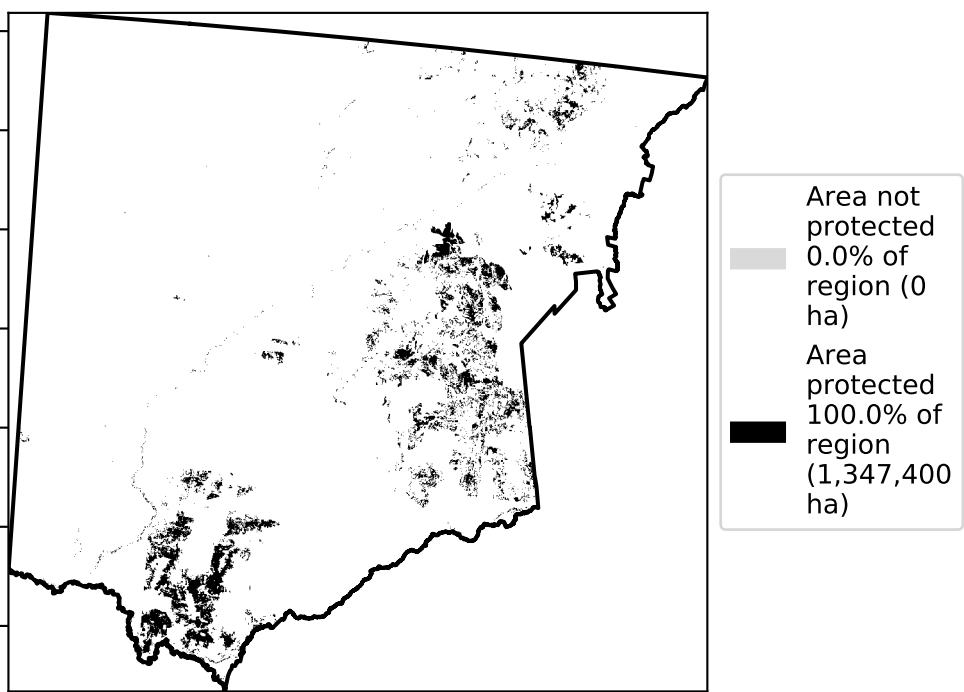 Area not
protected
0.0% of
region (0
ha)
Area
protected
100.0% of
region
(1,347,400
ha)